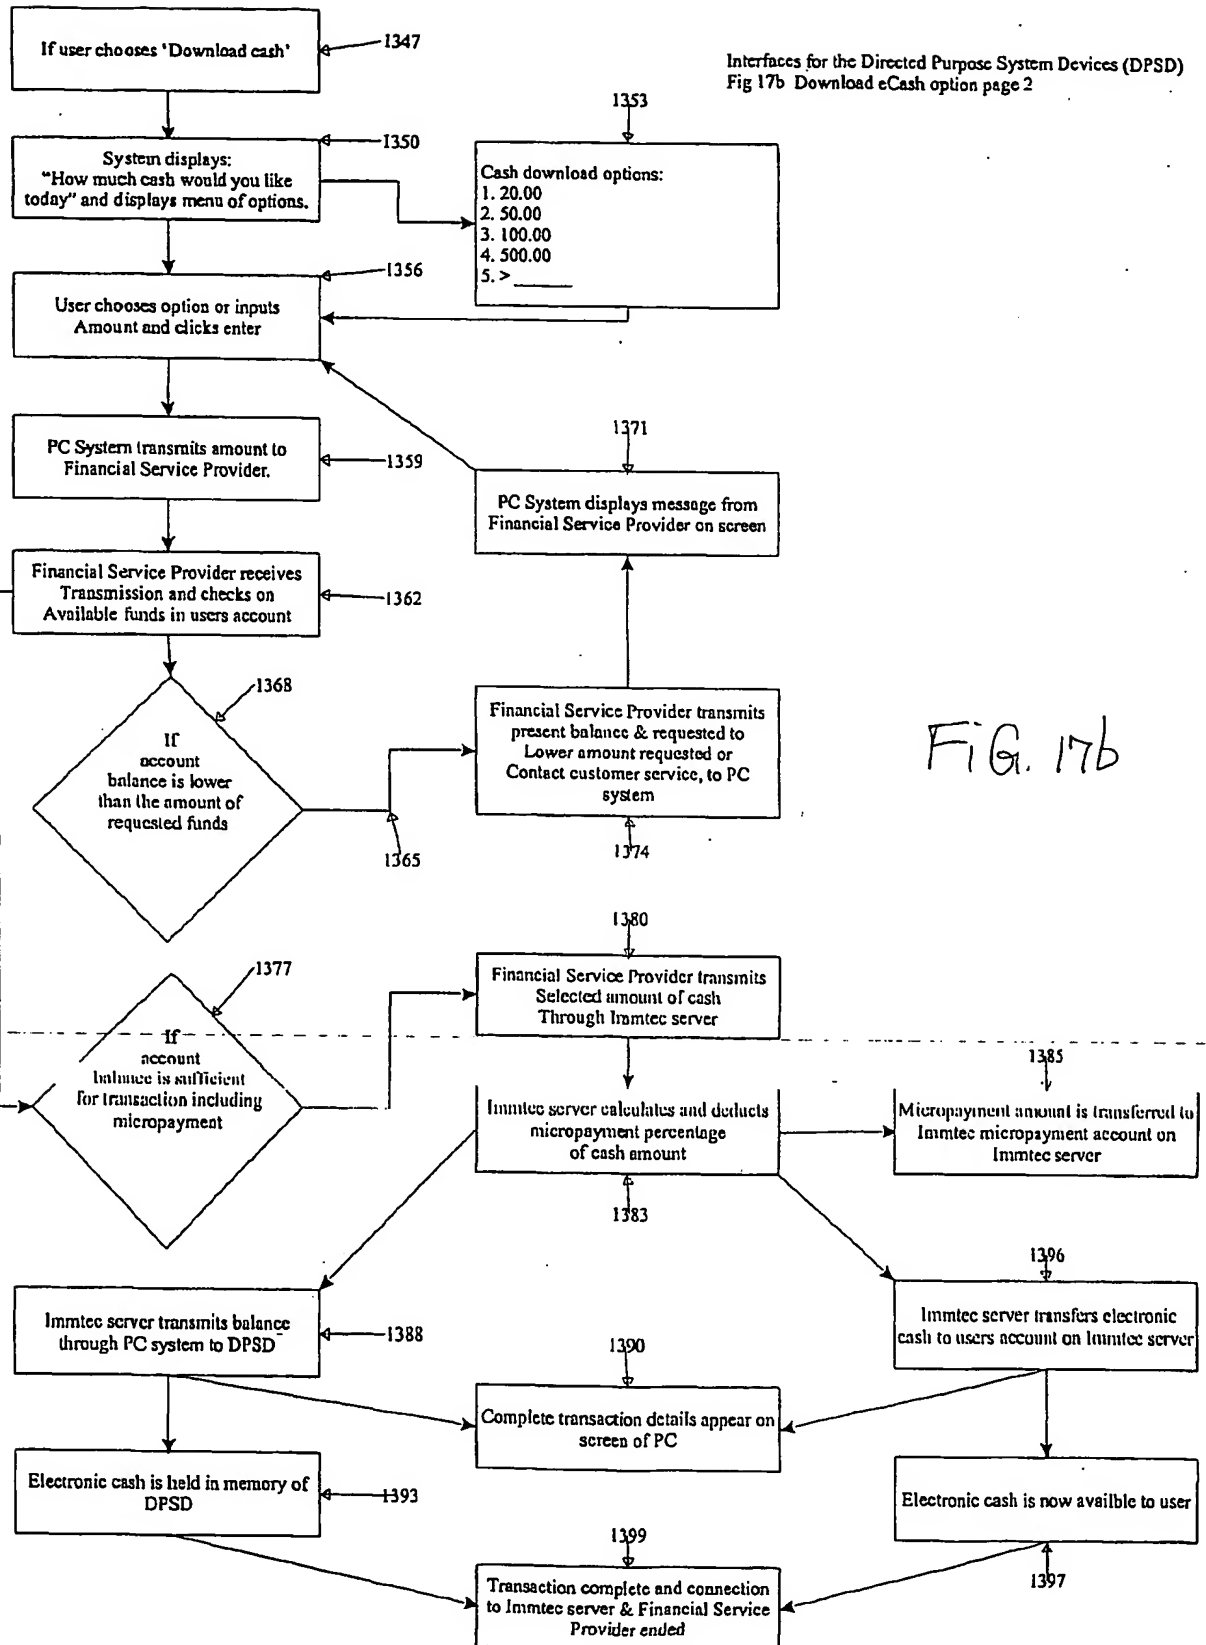 If user chooses 'Download cash'
1347
Interfaces for the Directed Purpose System Devices (DPSD)
Fig 17b Download eCash option page 2
1353
1350
System displays:
"How much cash would you like
today" and displays menu of options.
Cash download options:
1. 20.00
2. 50.00
3. 100.00
4. 500.00
5. > ______
1356
User chooses option or inputs
Amount and clicks enter
1371
PC System transmits amount to
Financial Service Provider.
1359
PC System displays message from
Financial Service Provider on screen
Financial Service Provider receives
Transmission and checks on
Available funds in users account
1362
1368
If
account
balance is lower
than the amount of
requested funds
Financial Service Provider transmits
present balance & requested to
Lower amount requested or
Contact customer service, to PC
system
FiG. 17b
1365
1374
1380
1377
Financial Service Provider transmits
Selected amount of cash
Through Immtec server
If
account
balance is sufficient
for transaction including
micropayment
1385
Immtec server calculates and deducts
micropayment percentage
of cash amount
Micropayment amount is transferred to
Immtec micropayment account on
Immtec server
1383
1396
Immtec server transmits balance
through PC system to DPSD
1388
Immtec server transfers electronic
cash to users account on Immtec server
1390
Complete transaction details appear on
screen of PC
Electronic cash is held in memory of
DPSD
1393
Electronic cash is now availble to user
1399
1397
Transaction complete and connection
to Immtec server & Financial Service
Provider ended